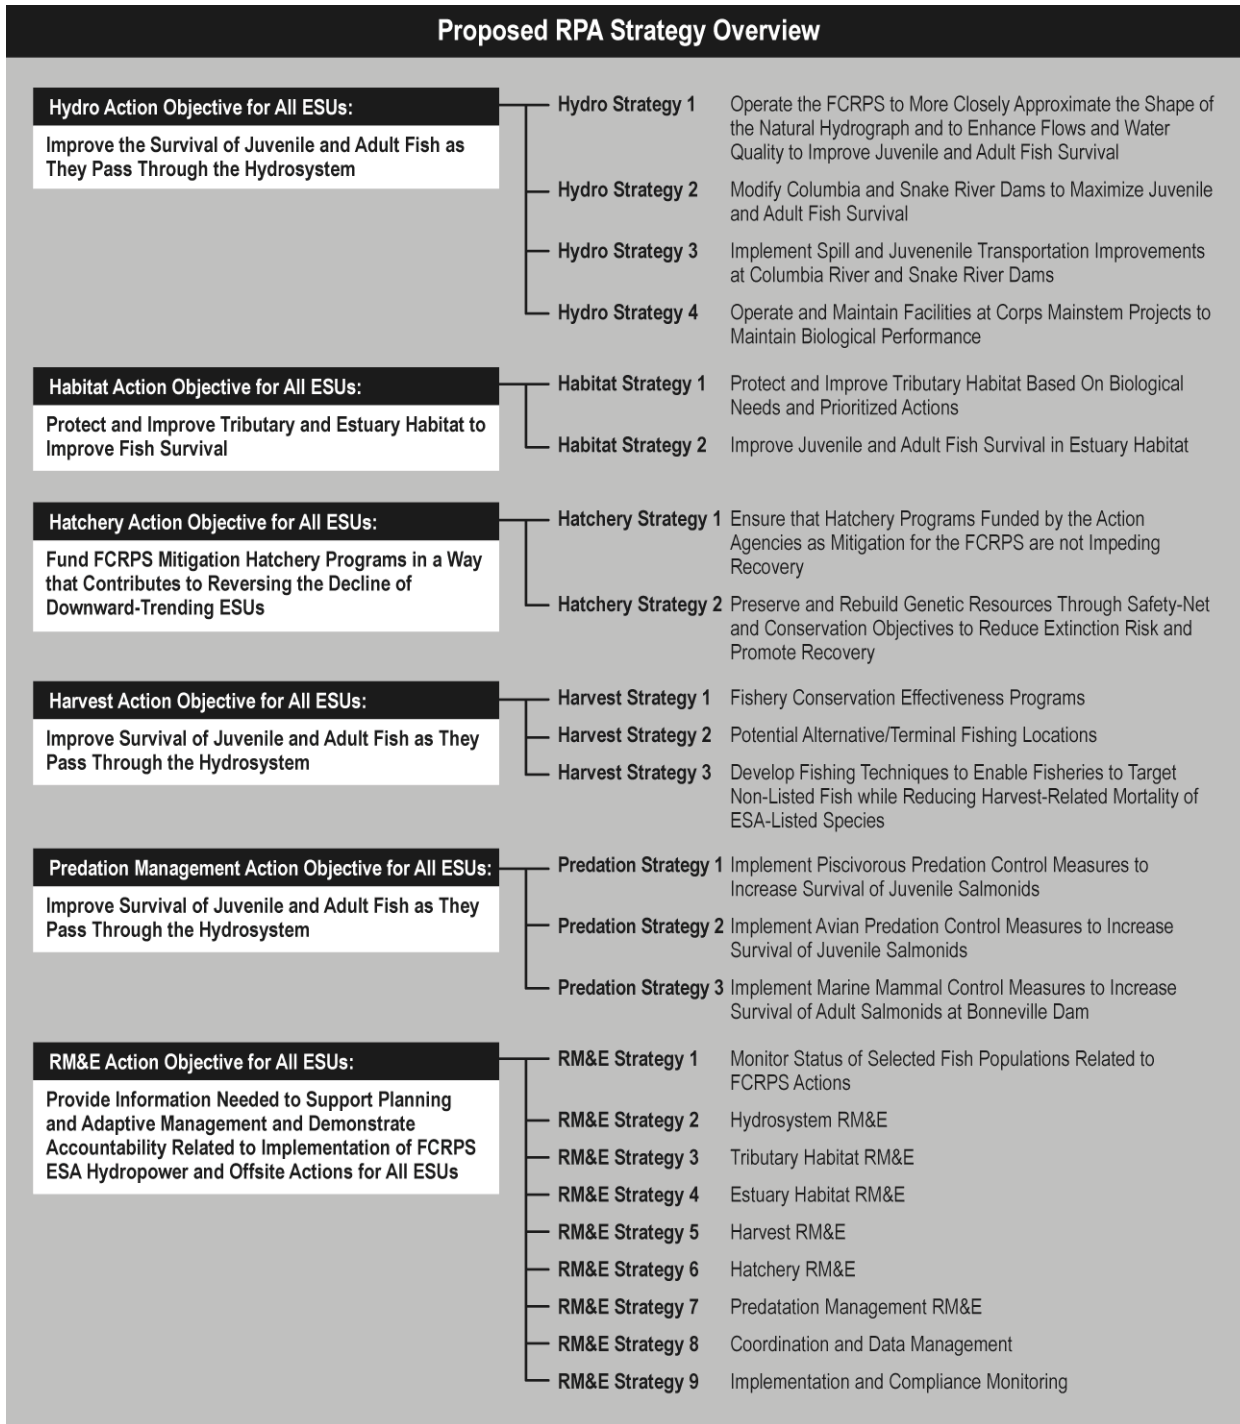 Proposed RPA Strategy Overview
Hydro Action Objective for All ESUs:
Improve the Survival of Juvenile and Adult Fish as
They Pass Through the Hydrosystem
Hydro Strategy 1 Operate the FCRPS to More Closely Approximate the Shape of
the Natural Hydrograph and to Enhance Flows and Water
Quality to Improve Juvenile and Adult Fish Survival
Hydro Strategy 2 Modify Columbia and Snake River Dams to Maximize Juvenile
and Adult Fish Survival
Hydro Strategy 3 Implement Spill and Juvenenile Transportation Improvements
at Columbia River and Snake River Dams
Hydro Strategy 4 Operate and Maintain Facilities at Corps Mainstem Projects to
Maintain Biological Performance
Habitat Action Objective for All ESUs:
Protect and Improve Tributary and Estuary Habitat to
Improve Fish Survival
Habitat Strategy 1 Protect and Improve Tributary Habitat Based On Biological
Needs and Prioritized Actions
Habitat Strategy 2 Improve Juvenile and Adult Fish Survival in Estuary Habitat
Hatchery Action Objective for All ESUs:
Fund FCRPS Mitigation Hatchery Programs in a Way
that Contributes to Reversing the Decline of
Downward-Trending ESUs
Hatchery Strategy 1 Ensure that Hatchery Programs Funded by the Action
Agencies as Mitigation for the FCRPS are not Impeding
Recovery
Hatchery Strategy 2 Preserve and Rebuild Genetic Resources Through Safety-Net
and Conservation Objectives to Reduce Extinction Risk and
Promote Recovery
Harvest Action Objective for All ESUs:
Improve Survival of Juvenile and Adult Fish as They
Pass Through the Hydrosystem
Harvest Strategy 1 Fishery Conservation Effectiveness Programs
Harvest Strategy 2 Potential Alternative/Terminal Fishing Locations
Harvest Strategy 3 Develop Fishing Techniques to Enable Fisheries to Target
Non-Listed Fish while Reducing Harvest-Related Mortality of
ESA-Listed Species
Predation Management Action Objective for All ESUs:
Improve Survival of Juvenile and Adult Fish as They
Pass Through the Hydrosystem
Predation Strategy 1 Implement Piscivorous Predation Control Measures to
Increase Survival of Juvenile Salmonids
Predation Strategy 2 Implement Avian Predation Control Measures to Increase
Survival of Juvenile Salmonids
Predation Strategy 3 Implement Marine Mammal Control Measures to Increase
Survival of Adult Salmonids at Bonneville Dam
RM&E Action Objective for All ESUs:
Provide Information Needed to Support Planning
and Adaptive Management and Demonstrate
Accountability Related to Implementation of FCRPS
ESA Hydropower and Offsite Actions for All ESUs
RM&E Strategy 1 Monitor Status of Selected Fish Populations Related to
FCRPS Actions
RM&E Strategy 2 Hydrosystem RM&E
RM&E Strategy 3 Tributary Habitat RM&E
RM&E Strategy 4 Estuary Habitat RM&E
RM&E Strategy 5 Harvest RM&E
RM&E Strategy 6 Hatchery RM&E
RM&E Strategy 7 Predatation Management RM&E
RM&E Strategy 8 Coordination and Data Management
RM&E Strategy 9 Implementation and Compliance Monitoring